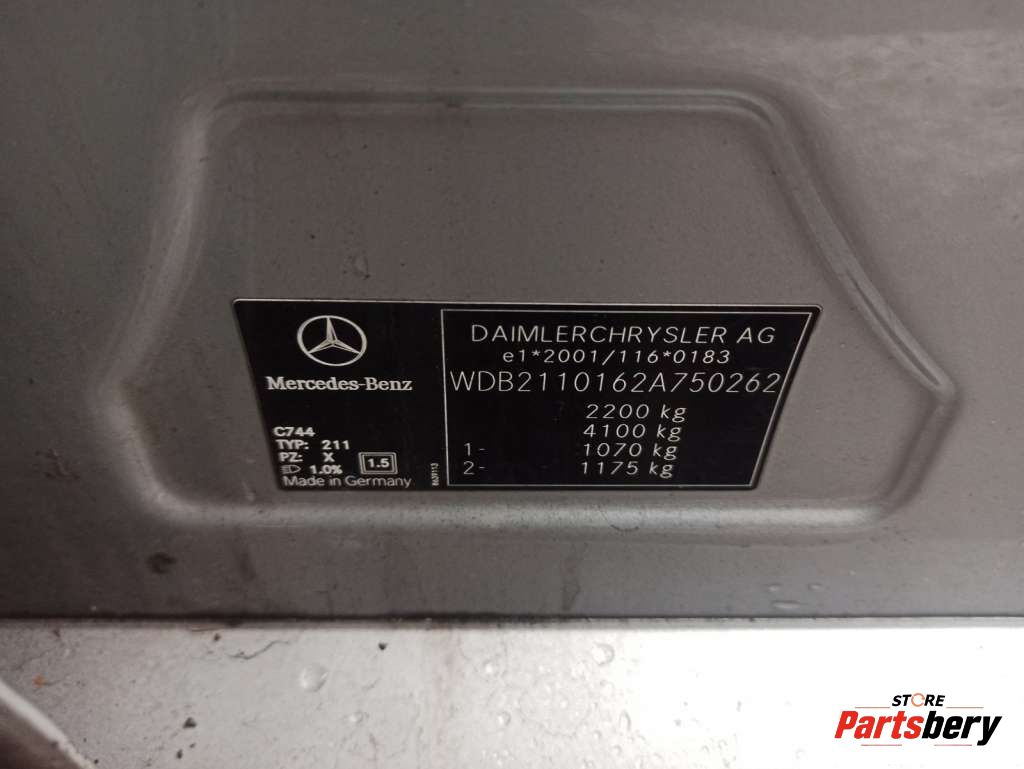 Mercedes-Benz
C744
TYP: 211
PZ: X
1.0%
1.5
Made in Germany
DAIMLERCHRYSLER AG
e1*2001/116*0183
WDB2110162A750262
2200 kg
4100 kg
1- 1070 kg
2- 1175 kg
STORE
Partsbery